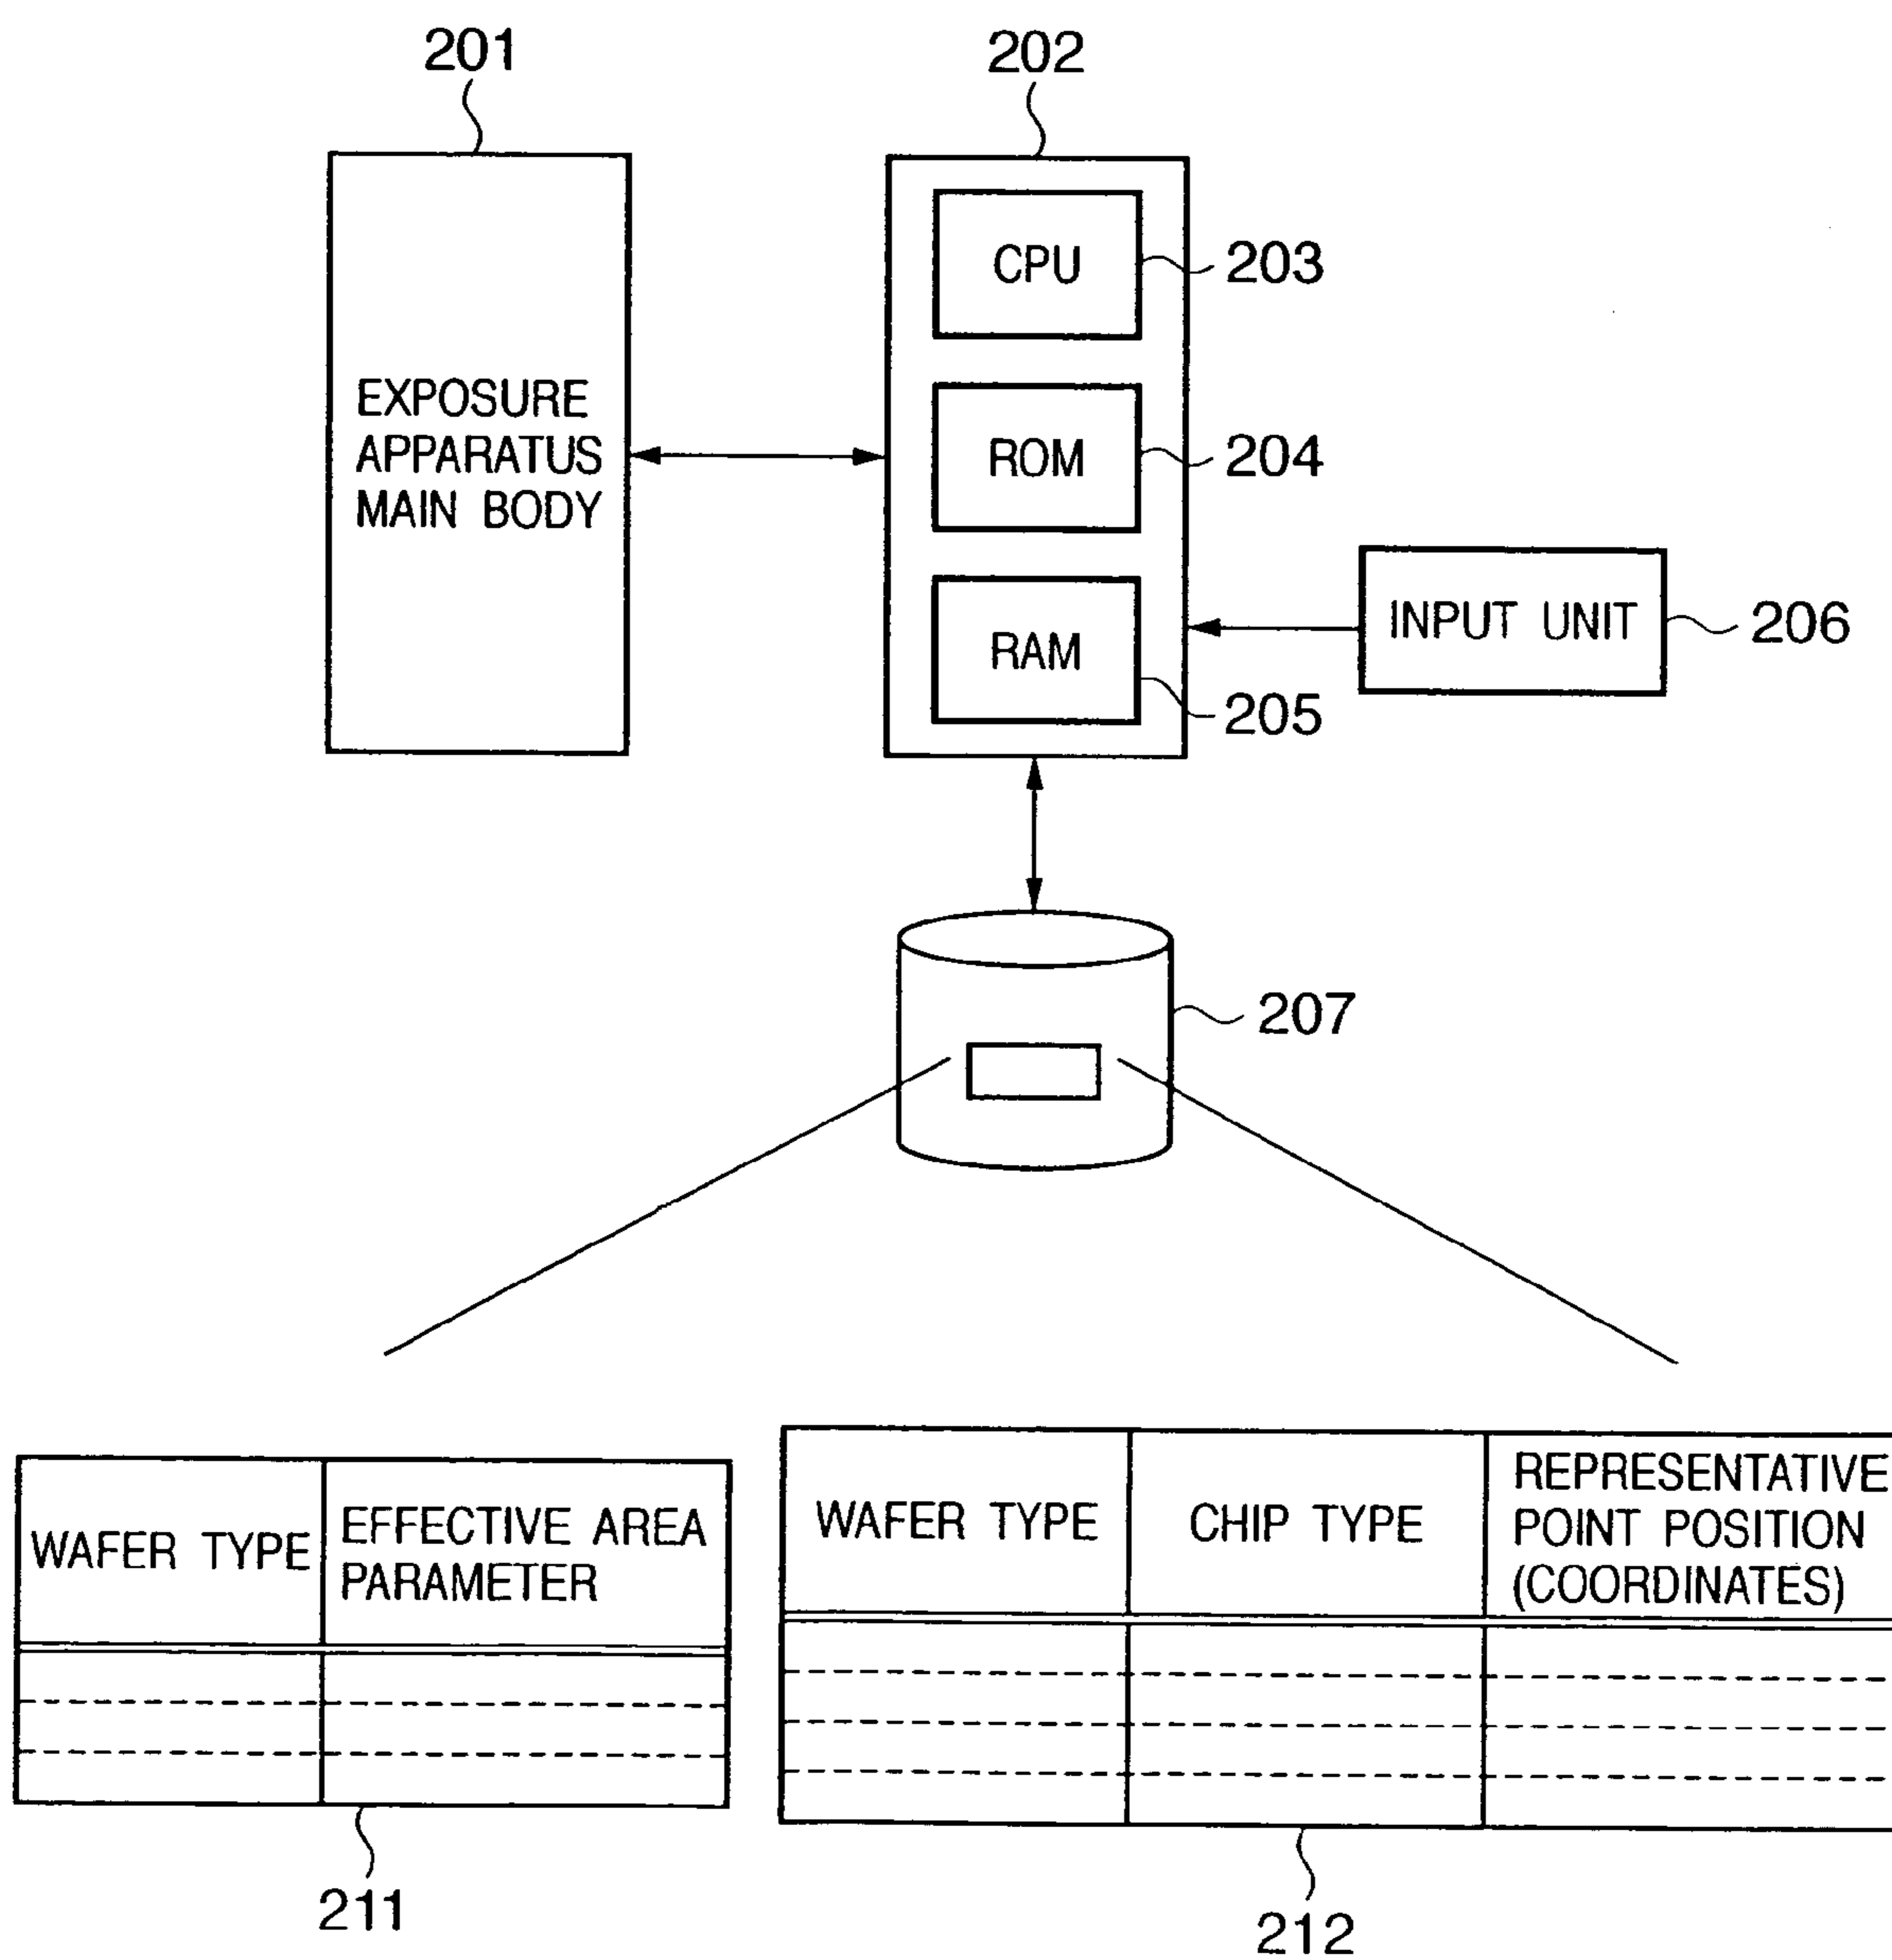 201
202
CPU
203
EXPOSURE
APPARATUS
MAIN BODY
ROM
204
RAM
205
INPUT UNIT
206
207
WAFER TYPE
EFFECTIVE AREA
PARAMETER
WAFER TYPE
CHIP TYPE
REPRESENTATIVE
POINT POSITION
(COORDINATES)
211
212